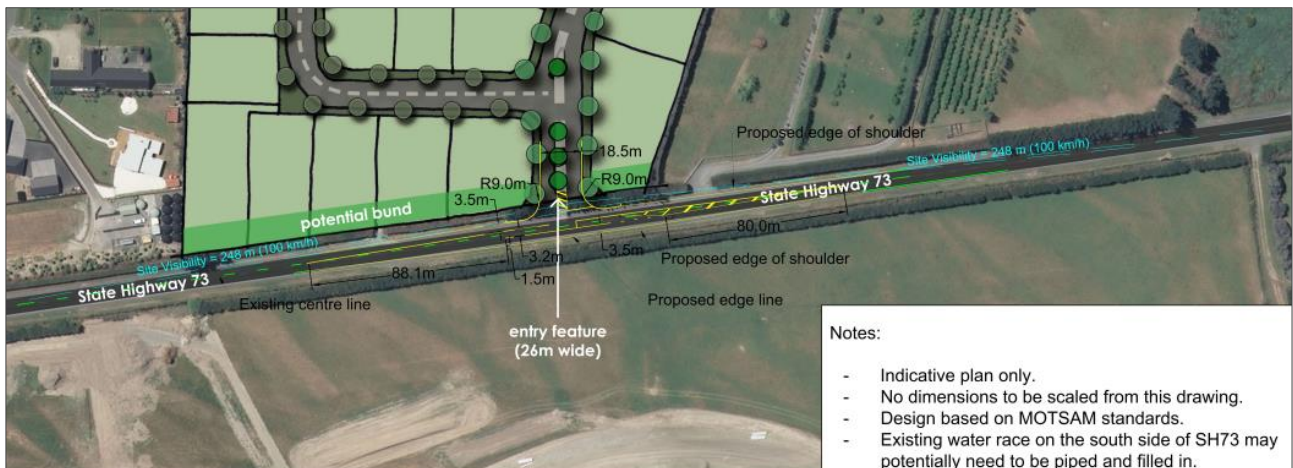 Proposed edge of shoulder
18.5m
Site Visibility = 248 m (100 km/h)
R9.0m
R9.0m
State Highway 73
3.5m
potential bund
80.0m
3.2m
3.5m
Site Visibility = 248 m (100 km/h)
Proposed edge of shoulder
88.1m
1.5m
State Highway 73
Existing centre line
Proposed edge line
entry feature
(26m wide)
Notes:
- Indicative plan only.
- No dimensions to be scaled from this drawing.
- Design based on MOTSAM standards.
- Existing water race on the south side of SH73 may
potentially need to be piped and filled in.